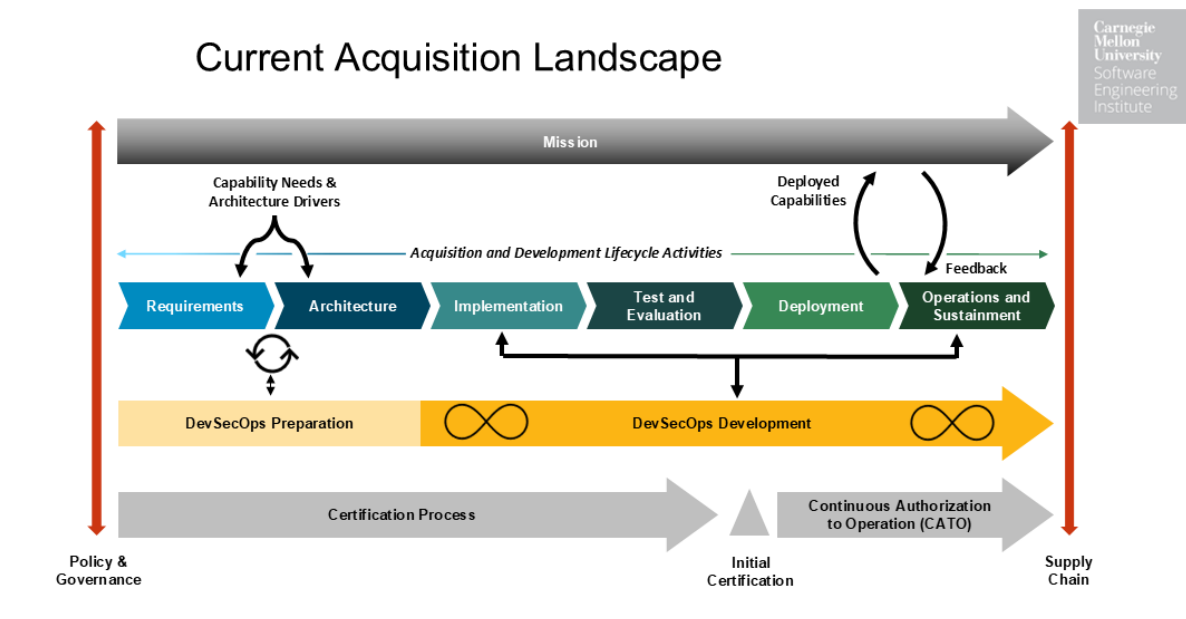 Current Acquisition Landscape
Carnegie
Mellon
University
Software
Engineering
Institute
Mission
Capability Needs &
Architecture Drivers
Deployed
Capabilities
Acquisition and Development Lifecycle Activities
Feedback
Requirements
Architecture
Implementation
Test and
Evaluation
Deployment
Operations and
Sustainment
DevSecOps Preparation
DevSecOps Development
Certification Process
Continuous Authorization
to Operation (CATO)
Policy &
Governance
Initial
Certification
Supply
Chain